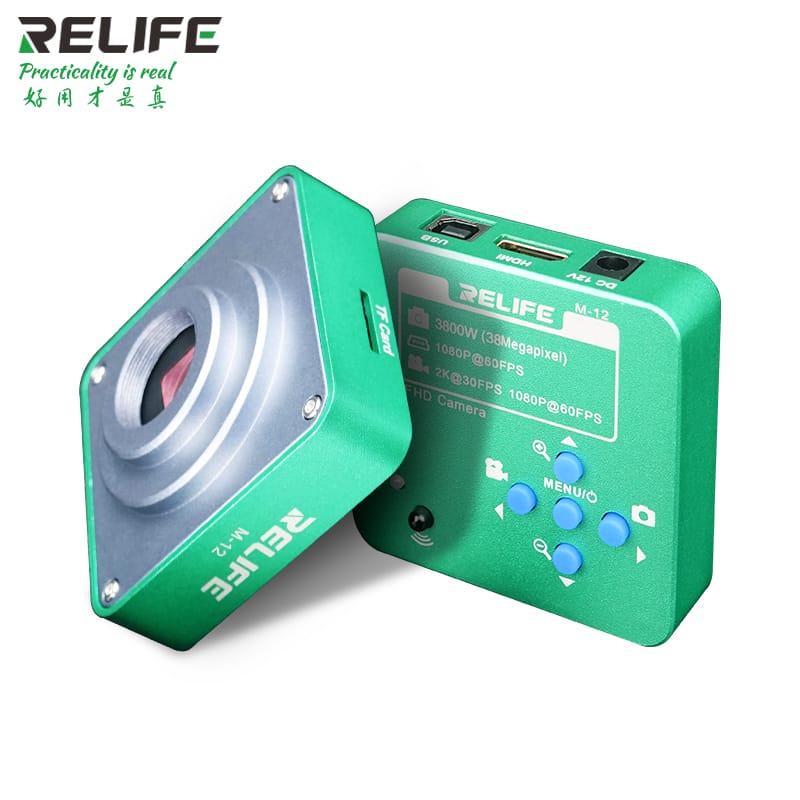 RELIFE
Practicality is real
好用才是真
USB
HDMI
DC 12V
RELIFE
M-12
3800W (38Megapixel)
1080P@60FPS
2K@30FPS 1080P@60FPS
FHD Camera
MENU/
TF Card
RELIFE
M-12